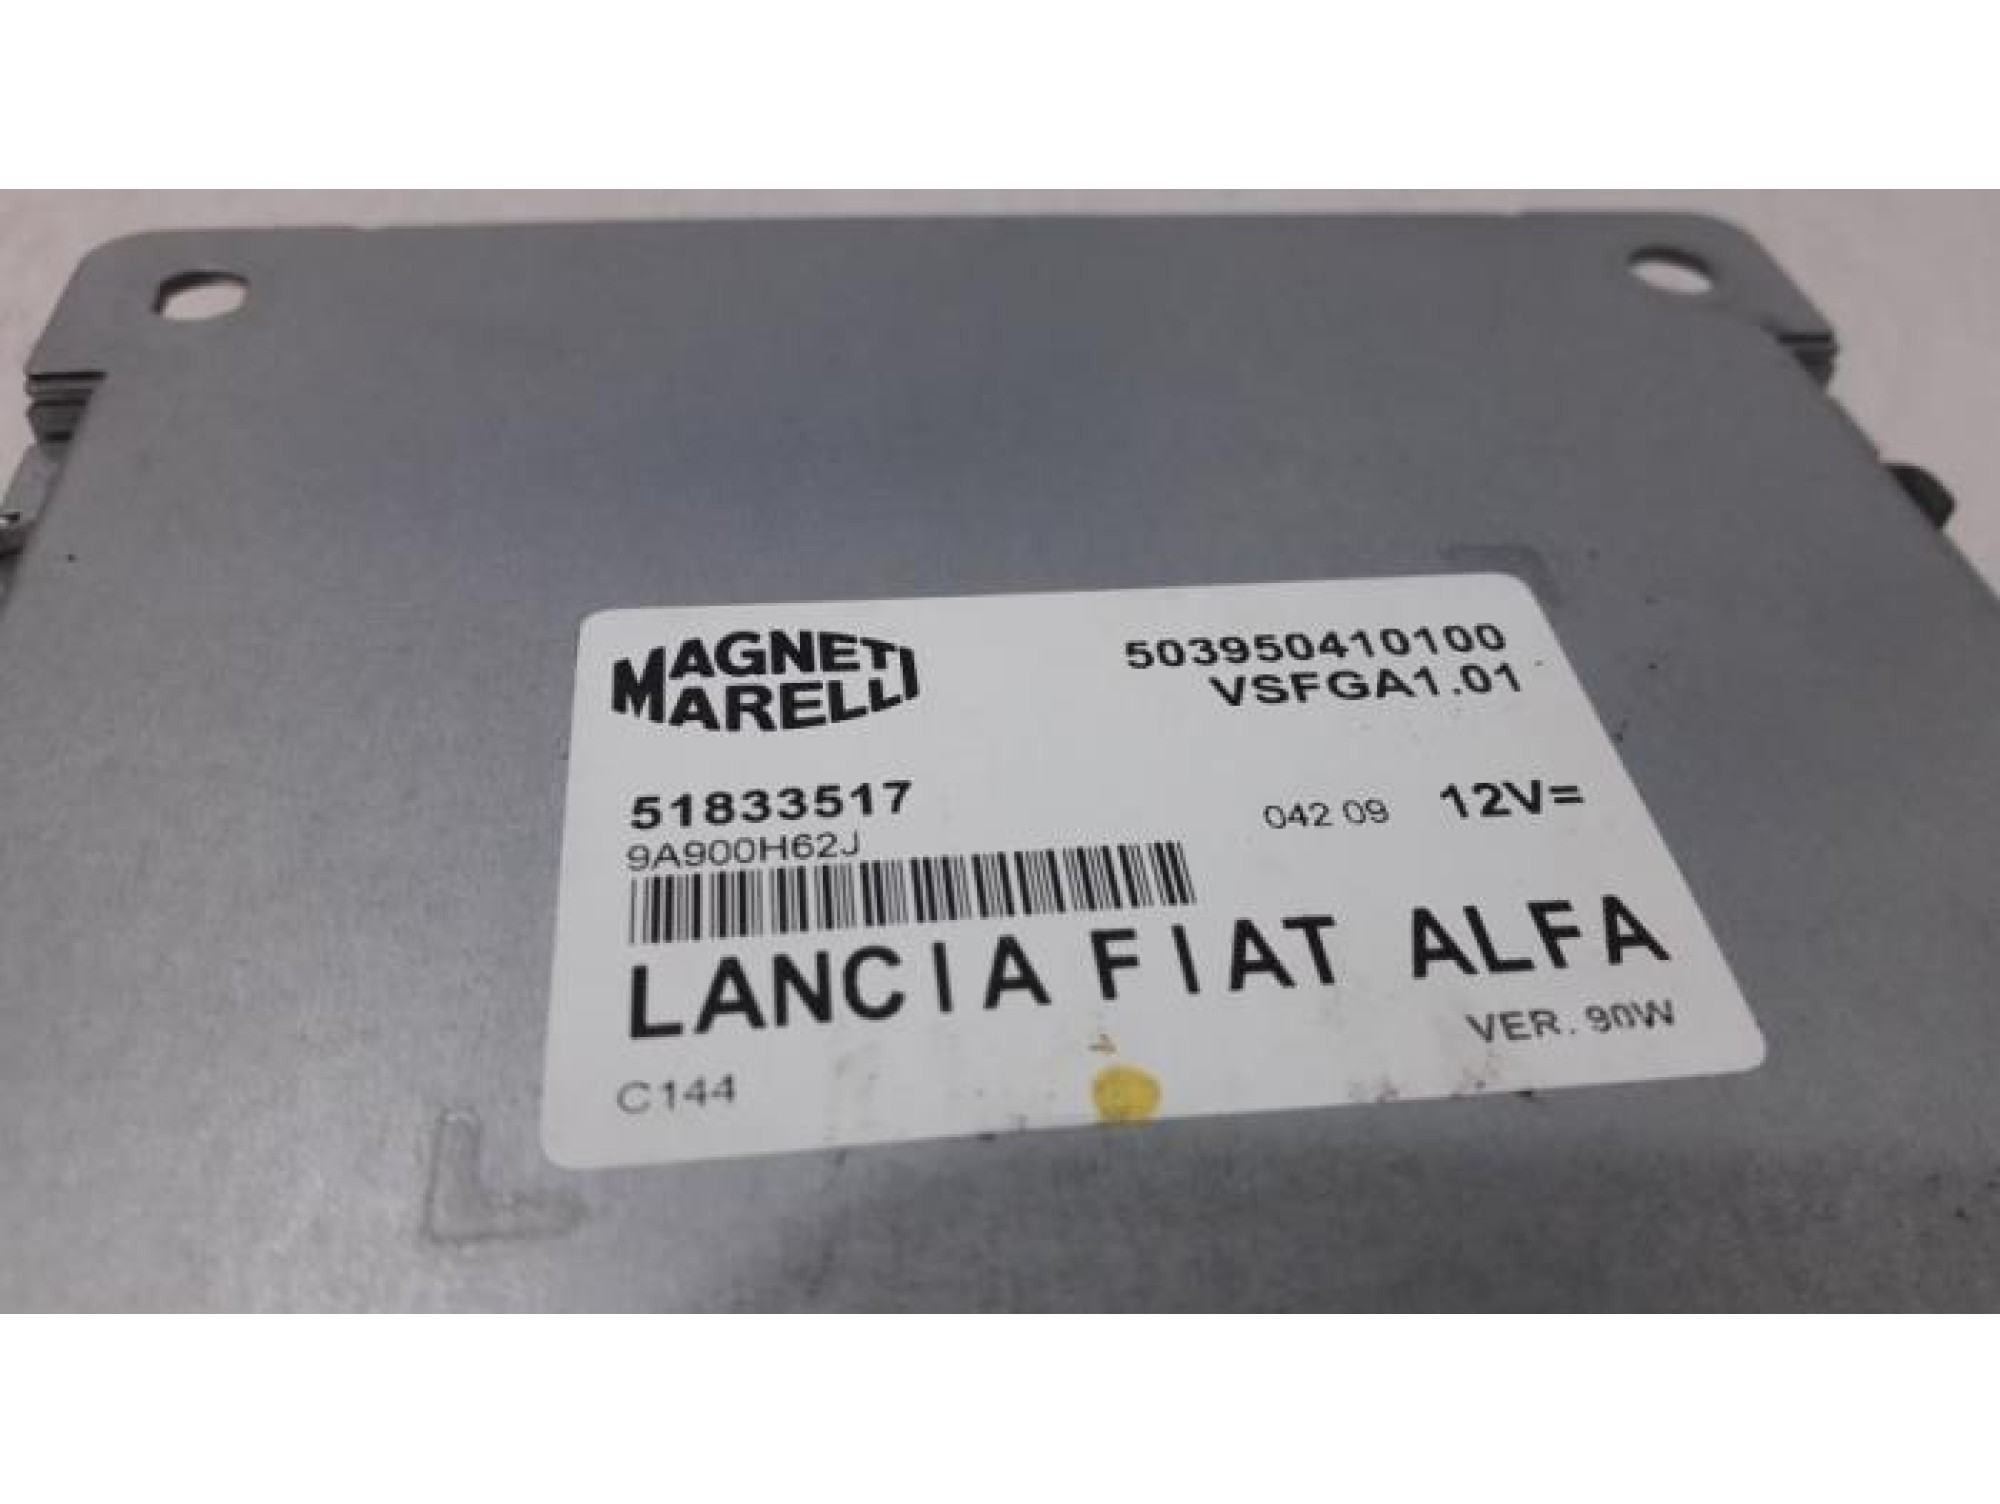 MAGNETI
MARELLI
503950410100
VSFGA1.01
51833517
9A900H62J
042 09 12V=
LANCIA FIAT ALFA
VER. 90W
C144